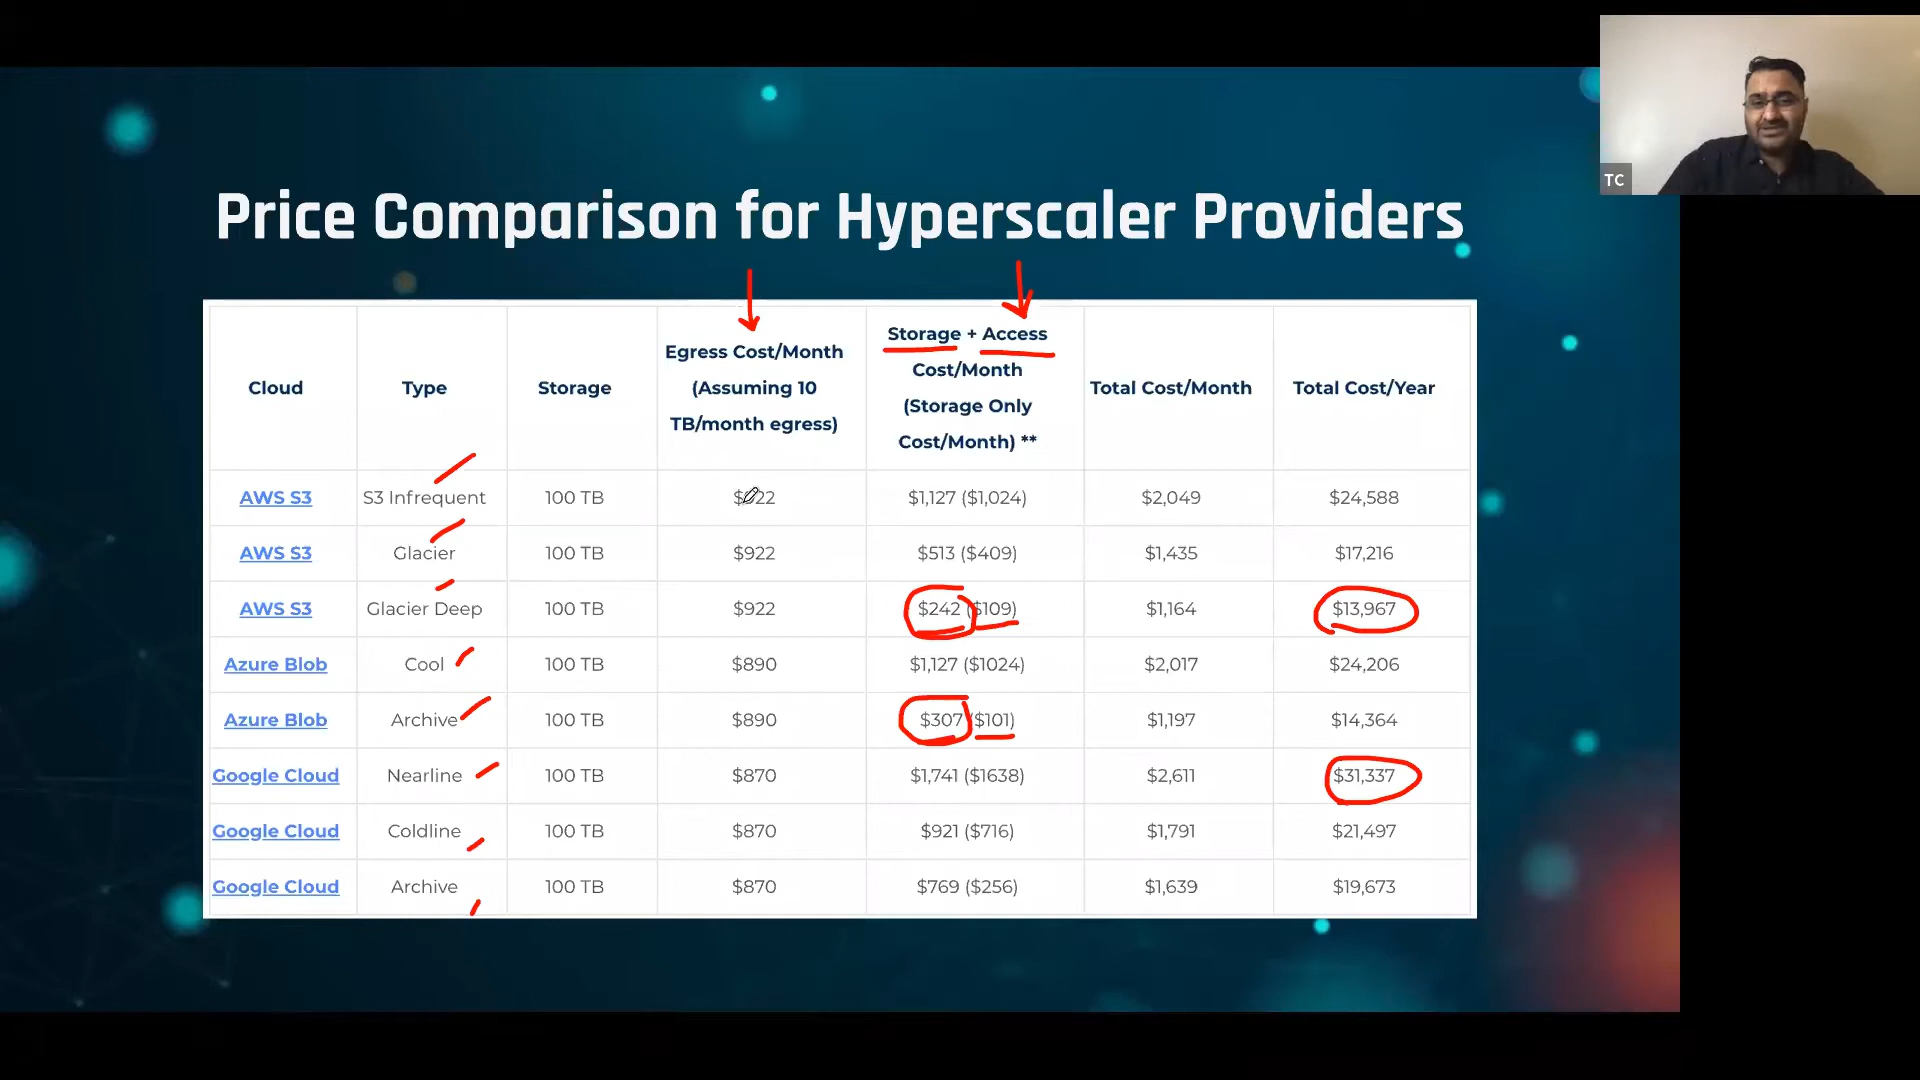 TC
Price Comparison for Hyperscaler Providers
Cloud
Type
Storage
Egress Cost/Month
(Assuming 10
TB/month egress)
Storage + Access
Cost/Month
(Storage Only
Cost/Month) **
Total Cost/Month
Total Cost/Year
AWS S3 S3 Infrequent 100 TB $1,127 ($1,024) $2,049 $24,588
AWS S3 Glacier 100 TB $922 $513 ($409) $1,435 $17,216
AWS S3 Glacier Deep 100 TB $922 $242 ($109) $1,164 $13,967
Azure Blob Cool 100 TB $890 $1,127 ($1024) $2,017 $24,206
Azure Blob Archive 100 TB $890 $307 ($101) $1,197 $14,364
Google Cloud Nearline 100 TB $870 $1,741 ($1638) $2,611 $31,337
Google Cloud Coldline 100 TB $870 $921 ($716) $1,791 $21,497
Google Cloud Archive 100 TB $870 $769 ($256) $1,639 $19,673